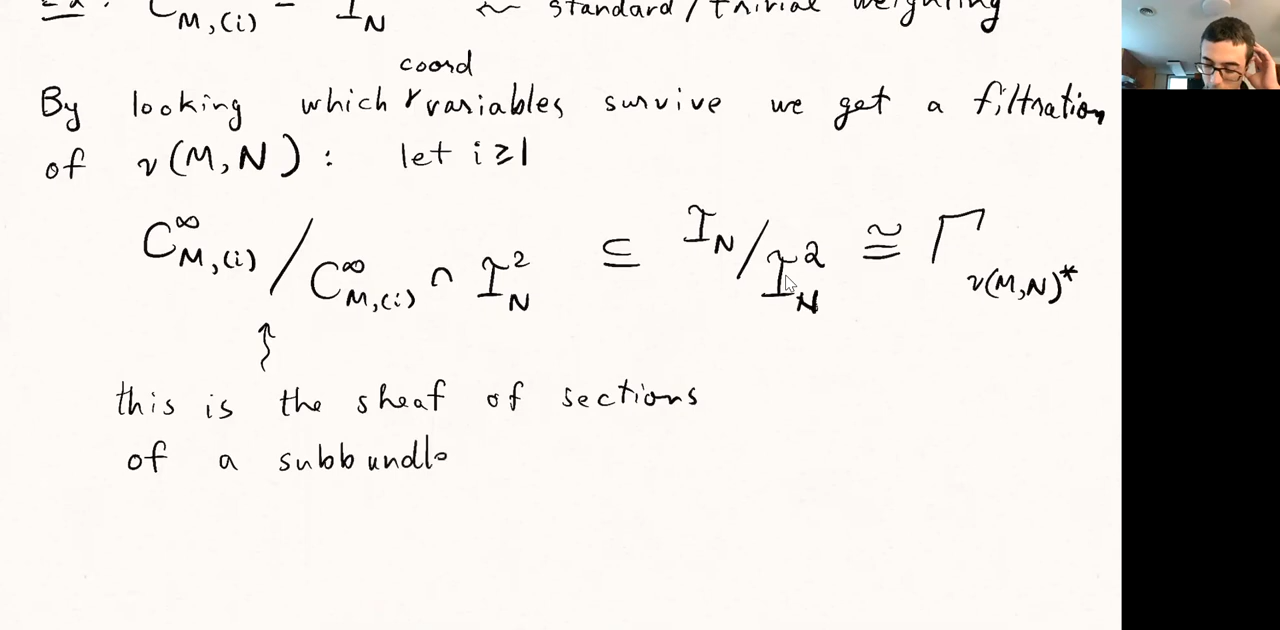 Ex: C_{M,(i)} = I_N^i ← standard / trivial weighting
coord
By looking which variables survive we get a filtration
of ν(M,N): let i ≥ 1
C^∞_{M,(i)} / C^∞_{M,(i)} ∩ I_N^2 ⊆ I_N / I_N^2 ≅ Γ_{ν(M,N)*}
this is the sheaf of sections
of a subbundle